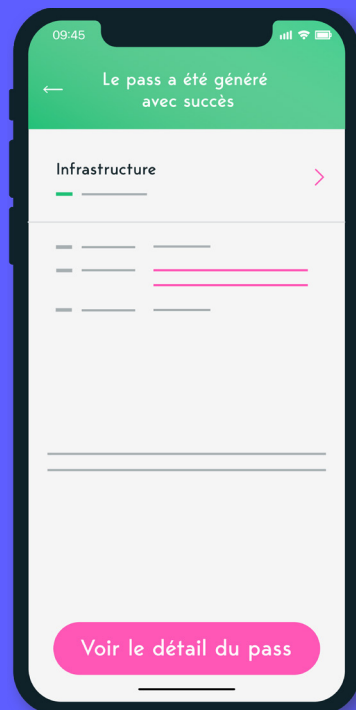 09:45
Le pass a été généré
avec succès
Infrastructure
Voir le détail du pass